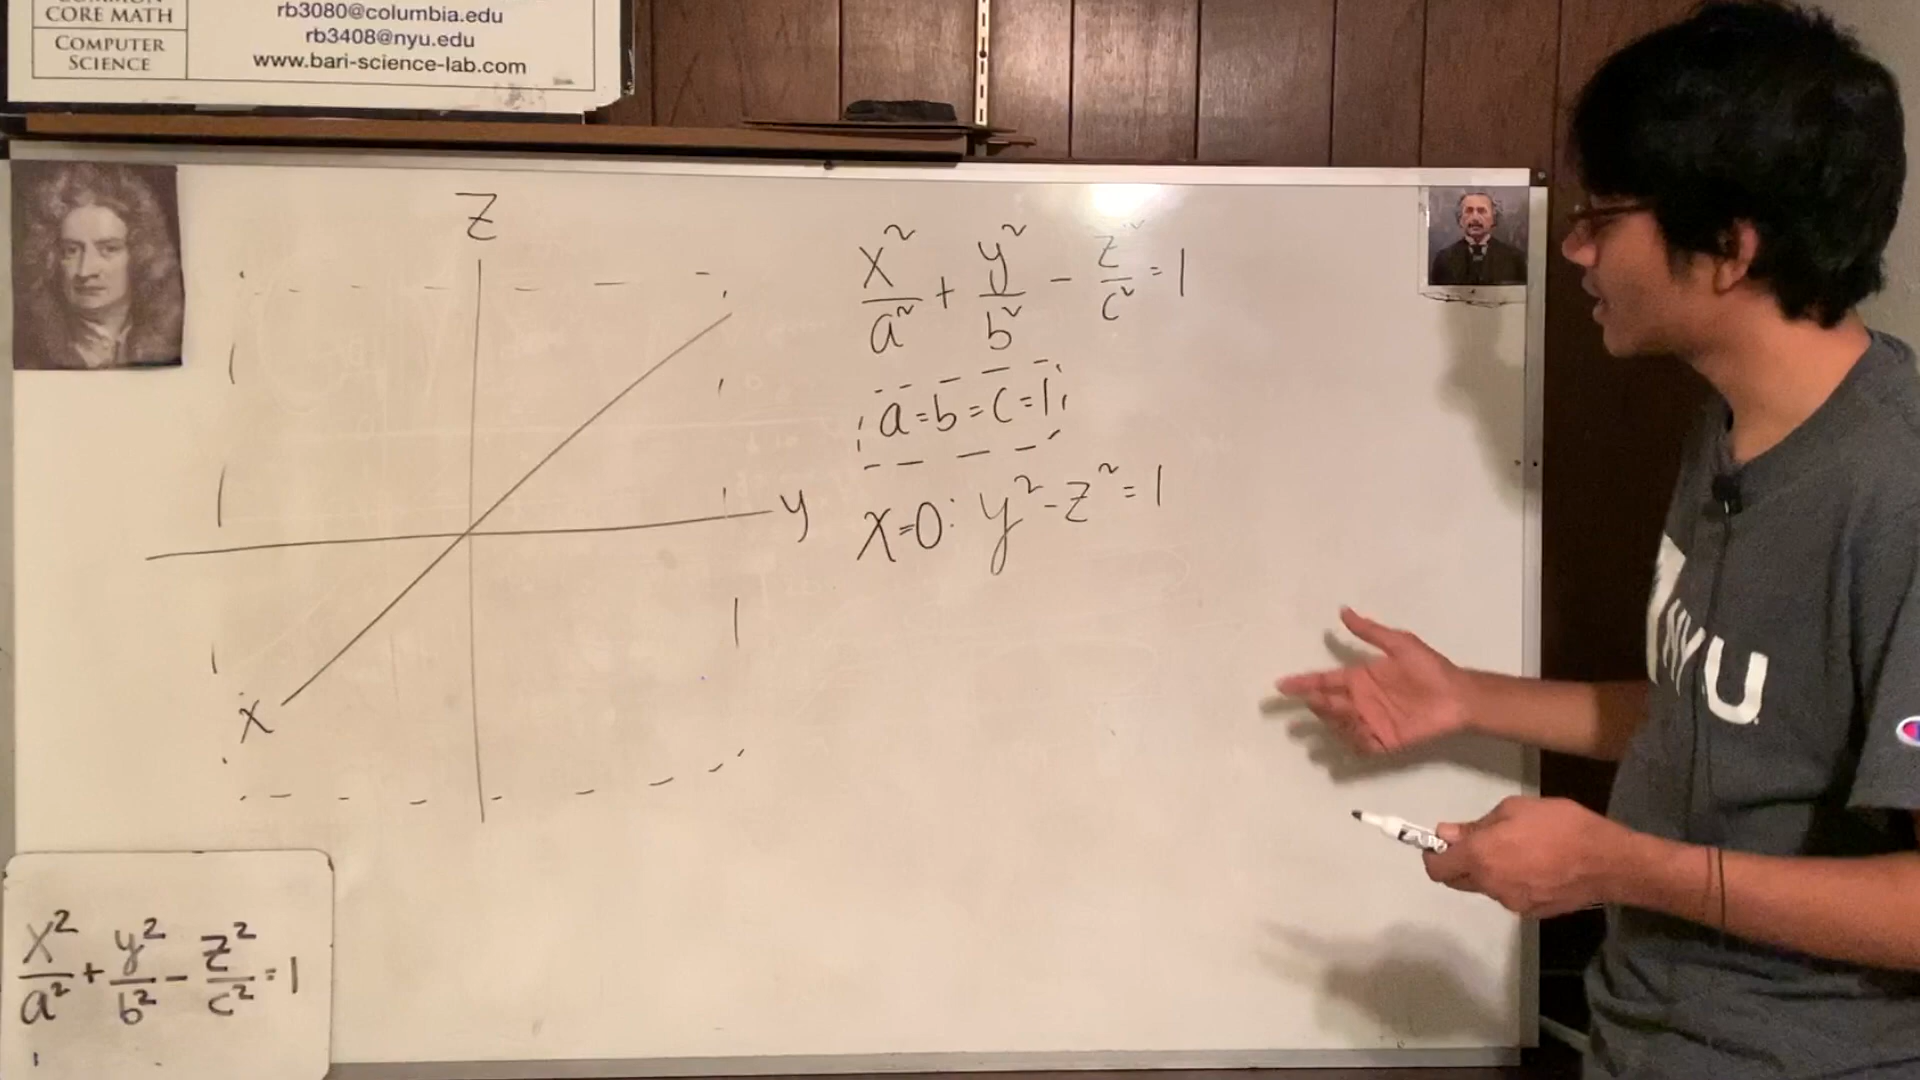 CORE MATH
COMPUTER
SCIENCE
rb3080@columbia.edu
rb3408@nyu.edu
www.bari-science-lab.com
Z
y
X
X²/a² + y²/b² - z²/c² = 1
a=b=c=1
X=0: y²-z²=1
X²/a² + y²/b² - z²/c² = 1
NYU